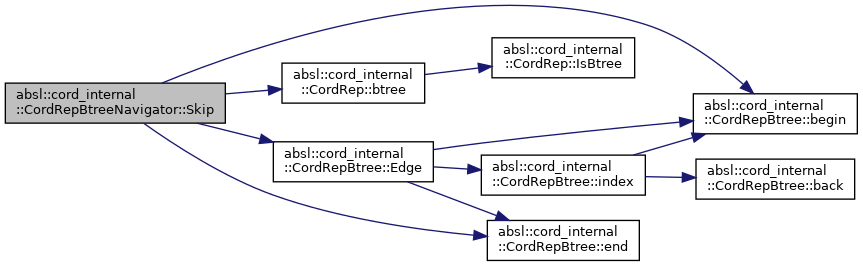 absl::cord_internal
::CordRepBtreeNavigator::Skip
absl::cord_internal
::CordRep::btree
absl::cord_internal
::CordRep::IsBtree
absl::cord_internal
::CordRepBtree::begin
absl::cord_internal
::CordRepBtree::Edge
absl::cord_internal
::CordRepBtree::index
absl::cord_internal
::CordRepBtree::back
absl::cord_internal
::CordRepBtree::end